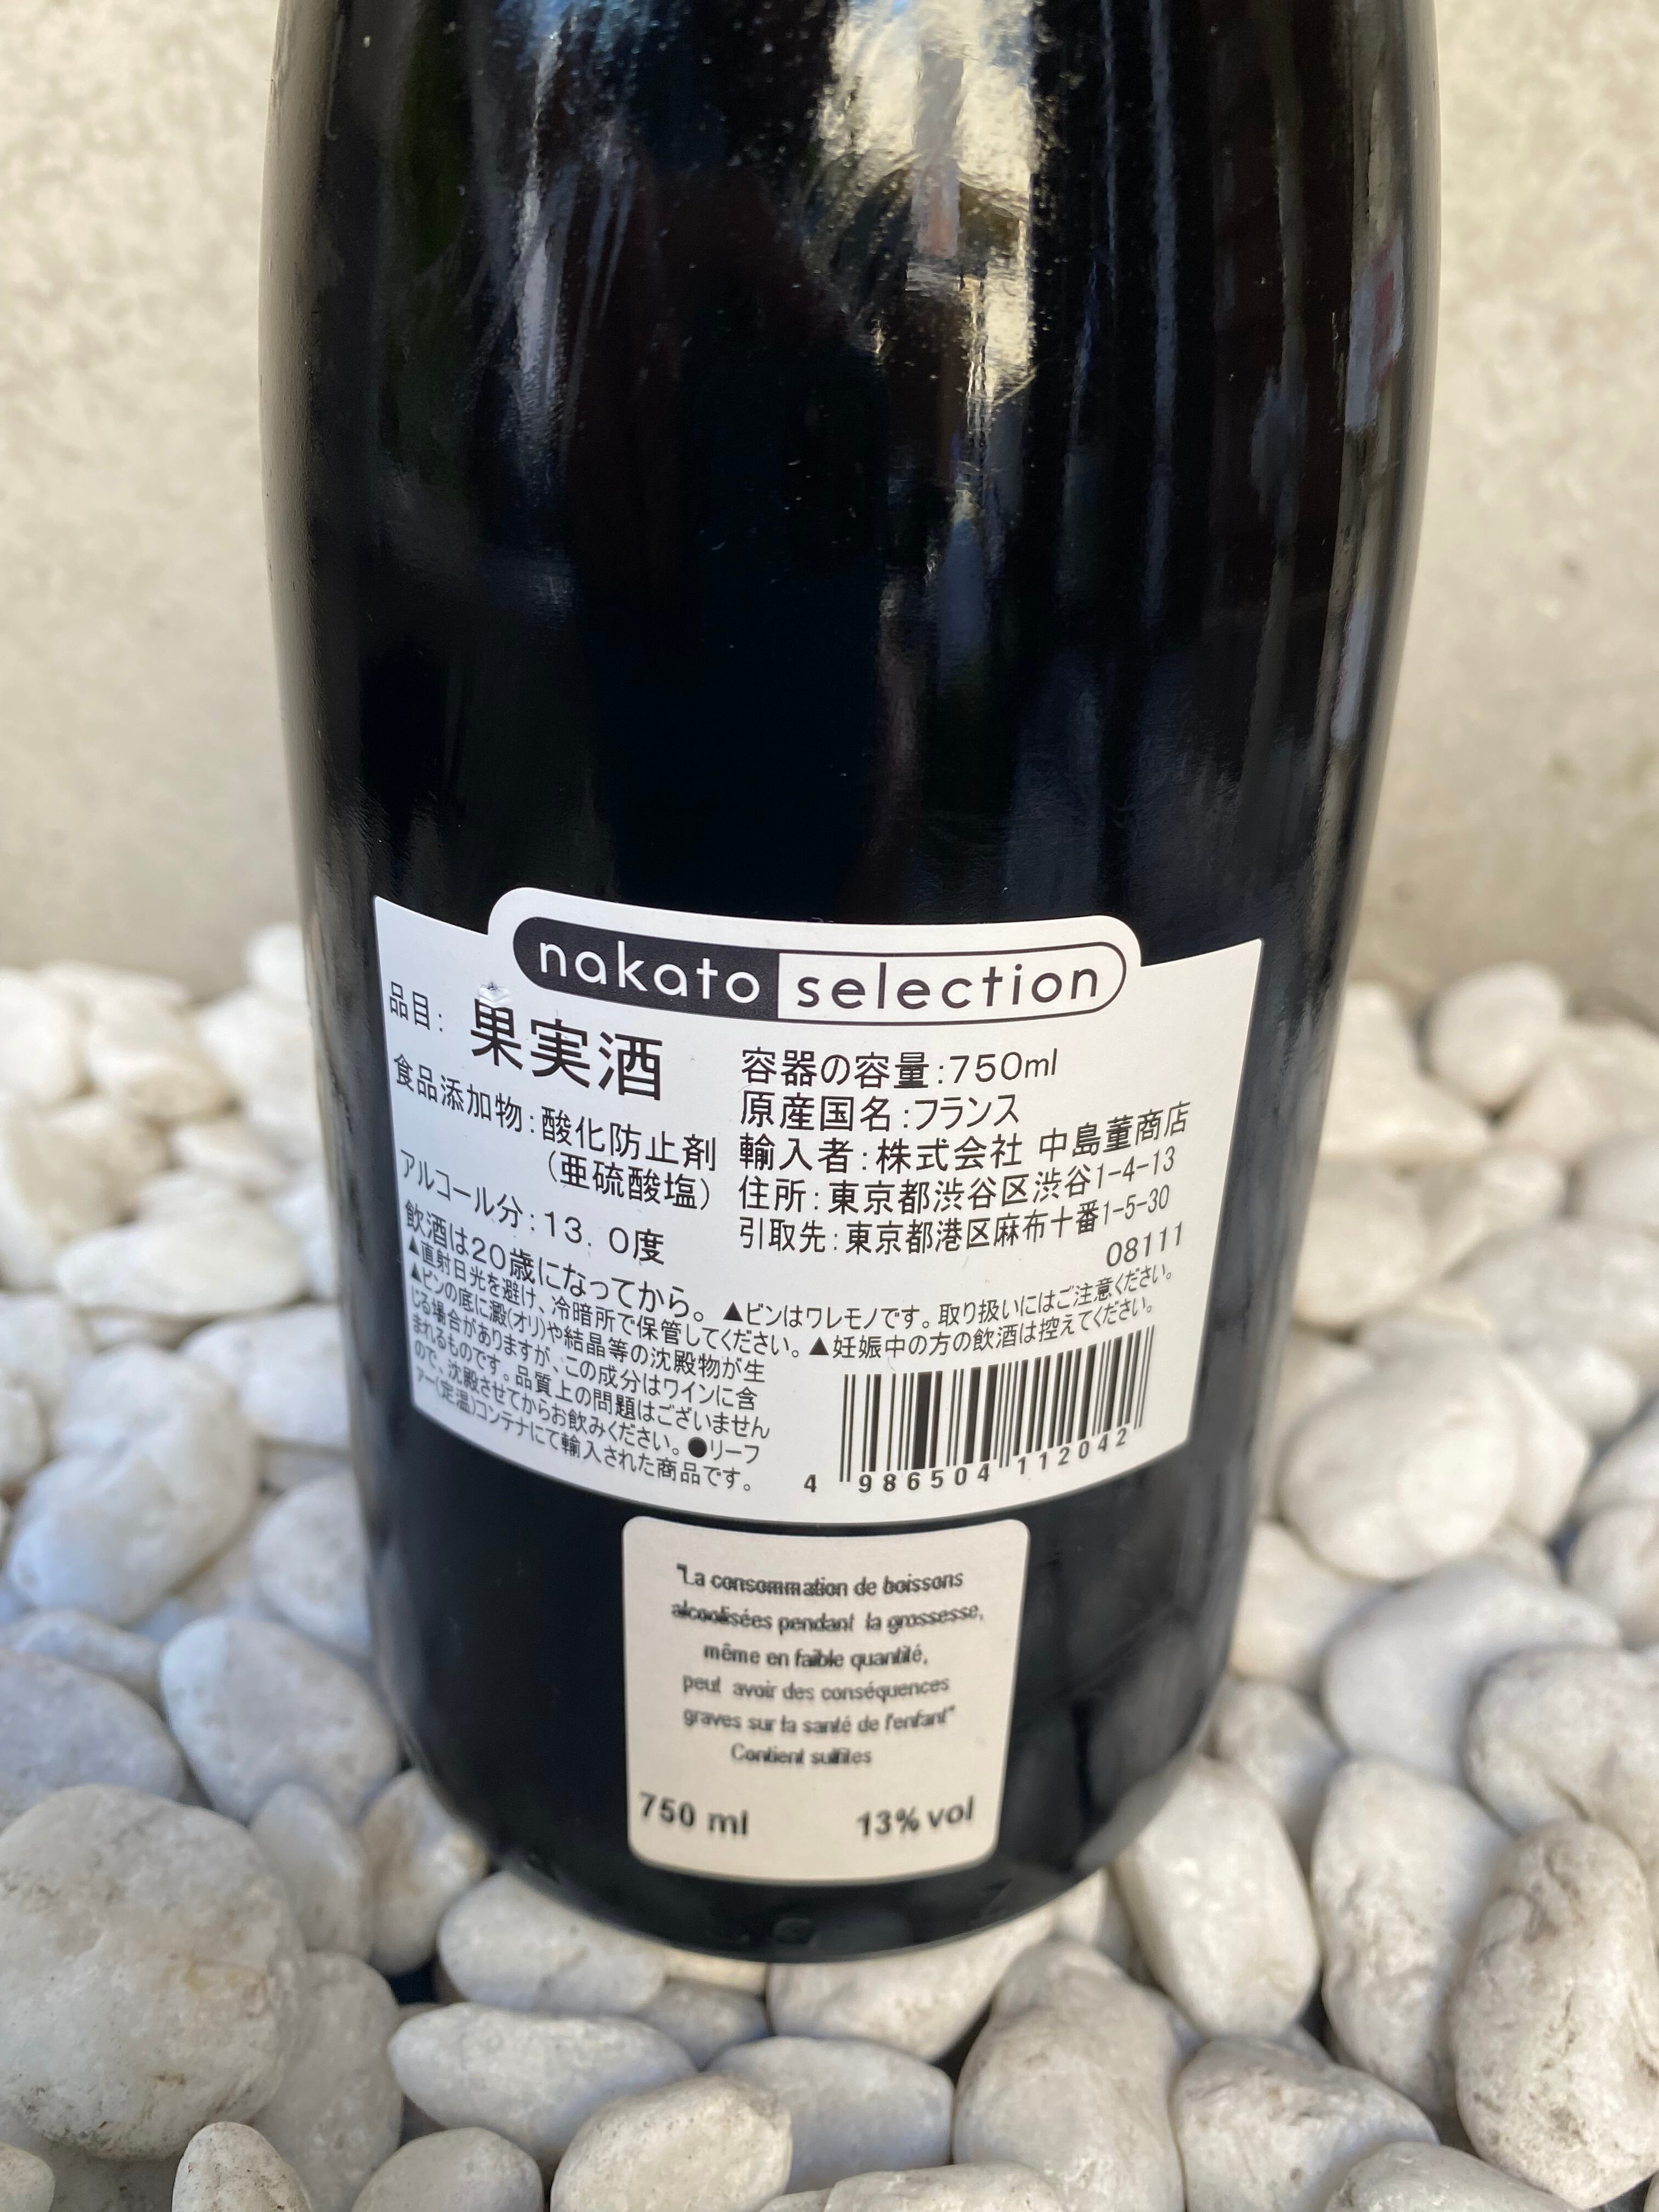 nakato selection
品目: 果実酒
食品添加物:酸化防止剤
(亜硫酸塩)
アルコール分:13.0度
容器の容量:750ml
原産国名:フランス
輸入者:株式会社 中島董商店
住所:東京都渋谷区渋谷1-4-13
引取先:東京都港区麻布十番1-5-30
08111
飲酒は20歳になってから。▲ビンはワレモノです。取り扱いにはご注意ください。
▲直射日光を避け、冷暗所で保管してください。▲妊娠中の方の飲酒は控えてください。
▲ビンの底に澱(オリ)や結晶等の沈殿物が生
じる場合がありますが、この成分はワインに含
まれるものです。品質上の問題はございません
ので、沈殿させてからお飲みください。●リーフ
ァー(定温)コンテナにて輸入された商品です。
4 986504 112042
"La consommation de boissons
alcoolisées pendant la grossesse,
même en faible quantité,
peut avoir des conséquences
graves sur la santé de l'enfant"
Contient sulfites
750 ml 13% vol